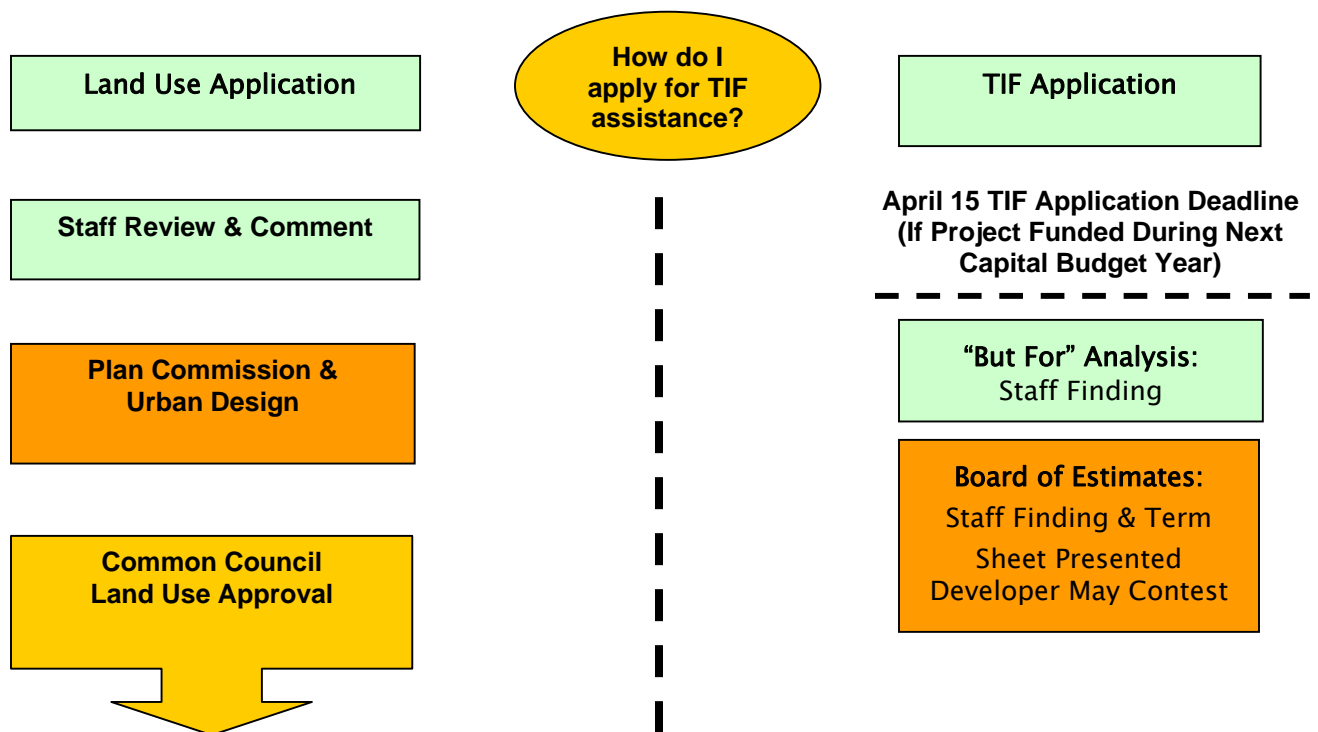 How do I
apply for TIF
assistance?
Land Use Application
Staff Review & Comment
Plan Commission &
Urban Design
Common Council
Land Use Approval
TIF Application
April 15 TIF Application Deadline
(If Project Funded During Next
Capital Budget Year)
“But For” Analysis:
Staff Finding
Board of Estimates:
Staff Finding & Term
Sheet Presented
Developer May Contest